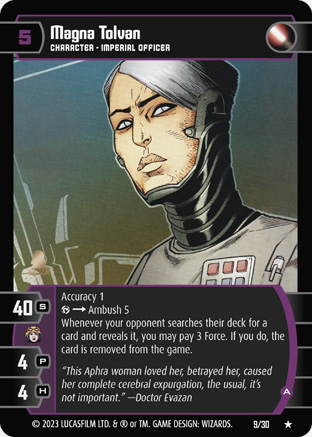 5
Magna Tolvan
CHARACTER - IMPERIAL OFFICER
40 S
4 P
4 H
Accuracy 1
→ Ambush 5
Whenever your opponent searches their deck for a
card and reveals it, you may pay 3 Force. If you do, the
card is removed from the game.
"This Aphra woman loved her, betrayed her, caused
her complete cerebral expurgation, the usual, it's
not important." —Doctor Evazan
A
© 2023 LUCASFILM LTD. & ® or TM. GAME DESIGN: WIZARDS. 9/30 ★